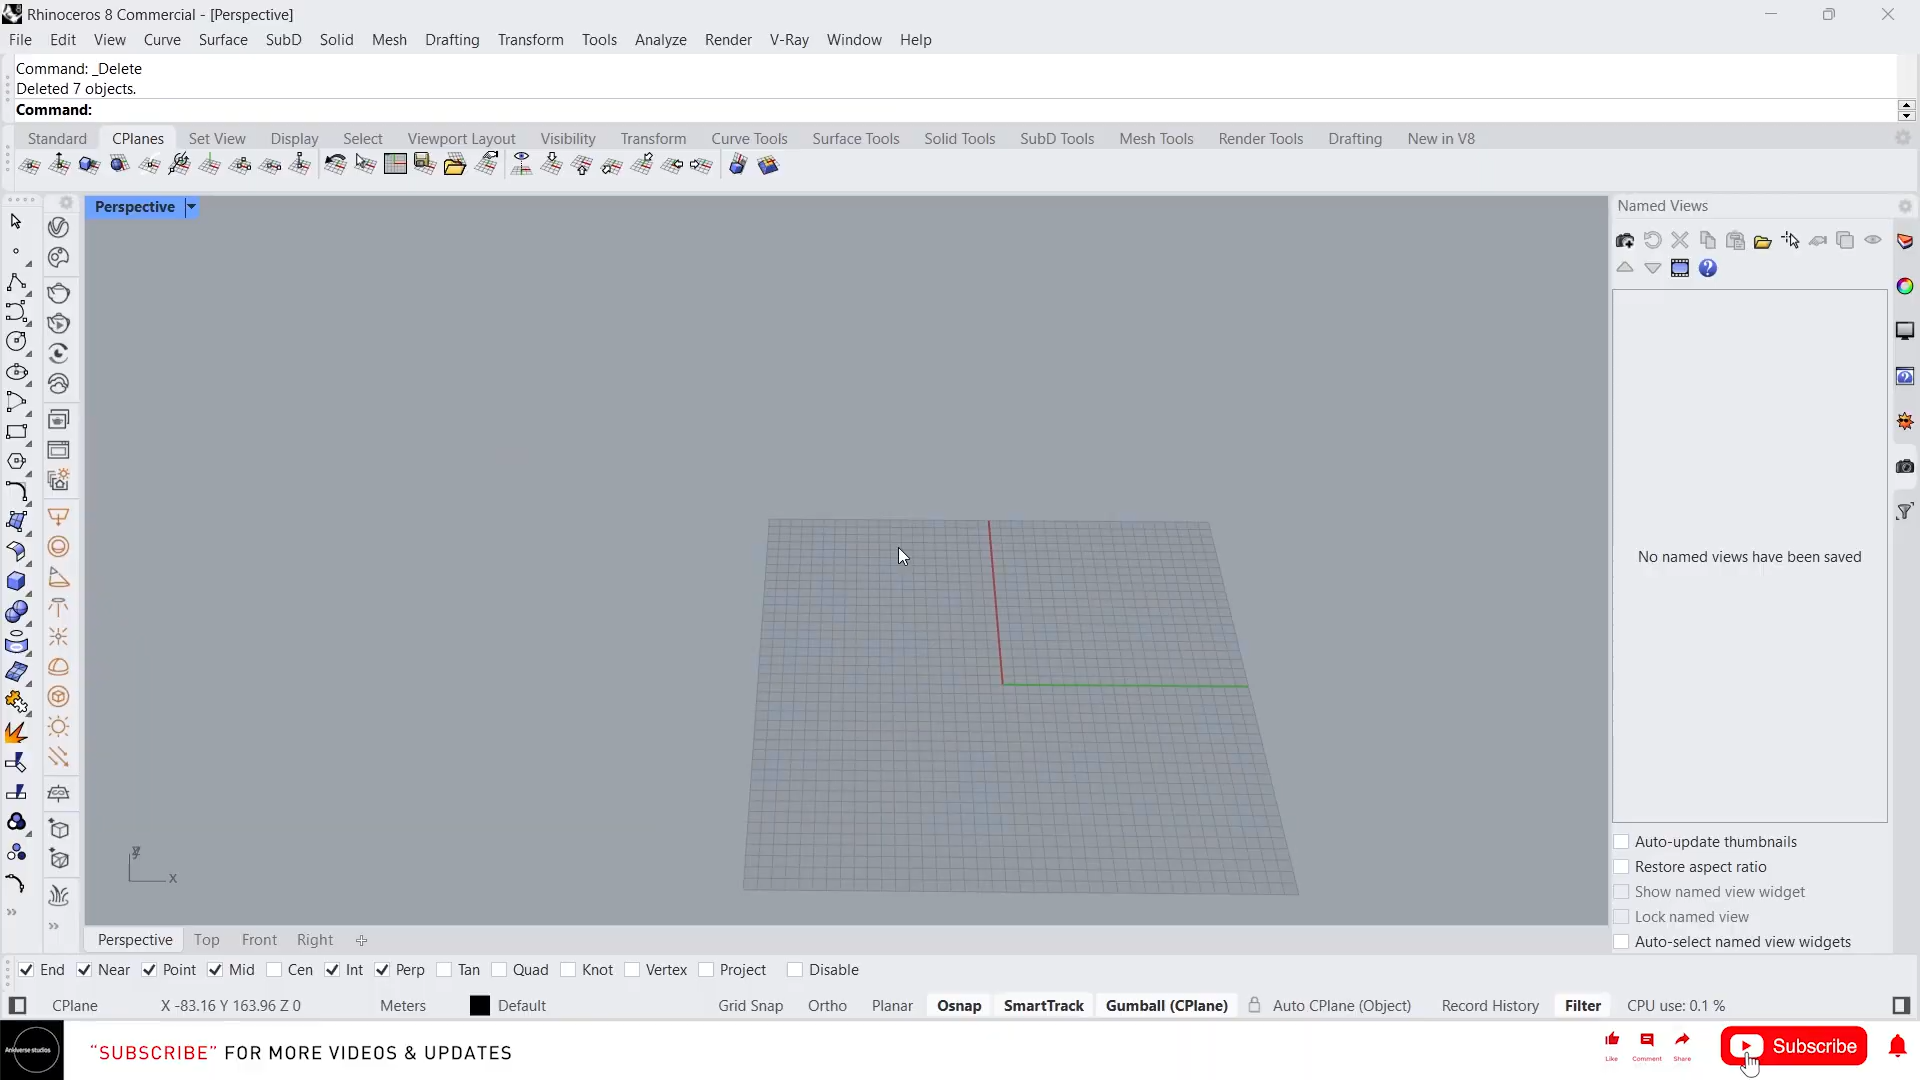 Rhinoceros 8 Commercial - [Perspective]
File Edit View Curve Surface SubD Solid Mesh Drafting Transform Tools Analyze Render V-Ray Window Help
Command: _Delete
Deleted 7 objects.
Command:
Standard CPlanes Set View Display Select Viewport Layout Visibility Transform Curve Tools Surface Tools Solid Tools SubD Tools Mesh Tools Render Tools Drafting New in V8
Perspective
Named Views
No named views have been saved
x
Auto-update thumbnails
Restore aspect ratio
Show named view widget
Lock named view
Auto-select named view widgets
Perspective Top Front Right
End Near Point Mid Cen Int Perp Tan Quad Knot Vertex Project Disable
CPlane X -83.16 Y 163.96 Z 0 Meters Default Grid Snap Ortho Planar Osnap SmartTrack Gumball (CPlane) Auto CPlane (Object) Record History Filter CPU use: 0.1 %
"SUBSCRIBE" FOR MORE VIDEOS & UPDATES
Like Comment Share
Subscribe